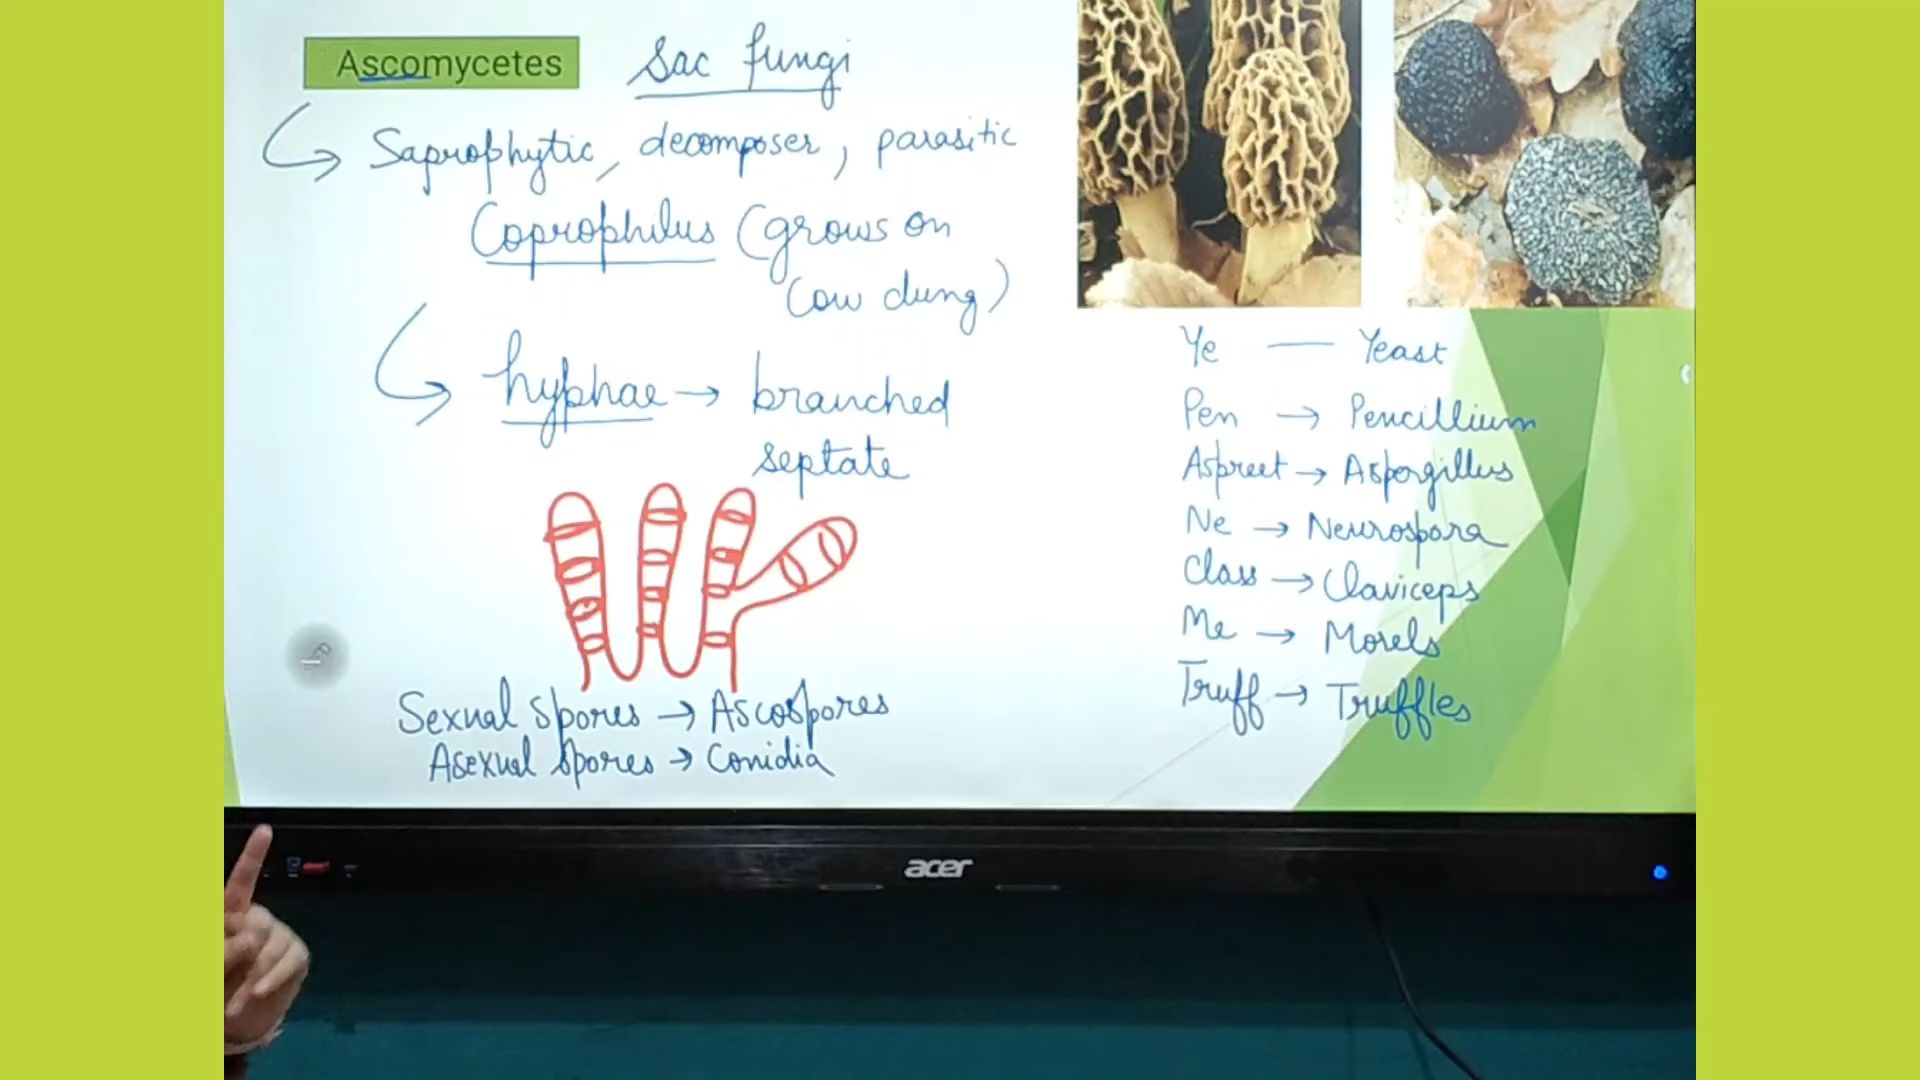 Ascomycetes Sac fungi
Saprophytic, decomposer, parasitic
Coprophilus (grows on
Cow dung)
hyphae → branched
septate
Sexual spores → Ascospores
Asexual spores → Conidia
Ye — Yeast
Pen → Pencillium
Aspreet → Aspergillus
Ne → Neurospora
Class → Claviceps
Me → Morels
Truff → Truffles
acer